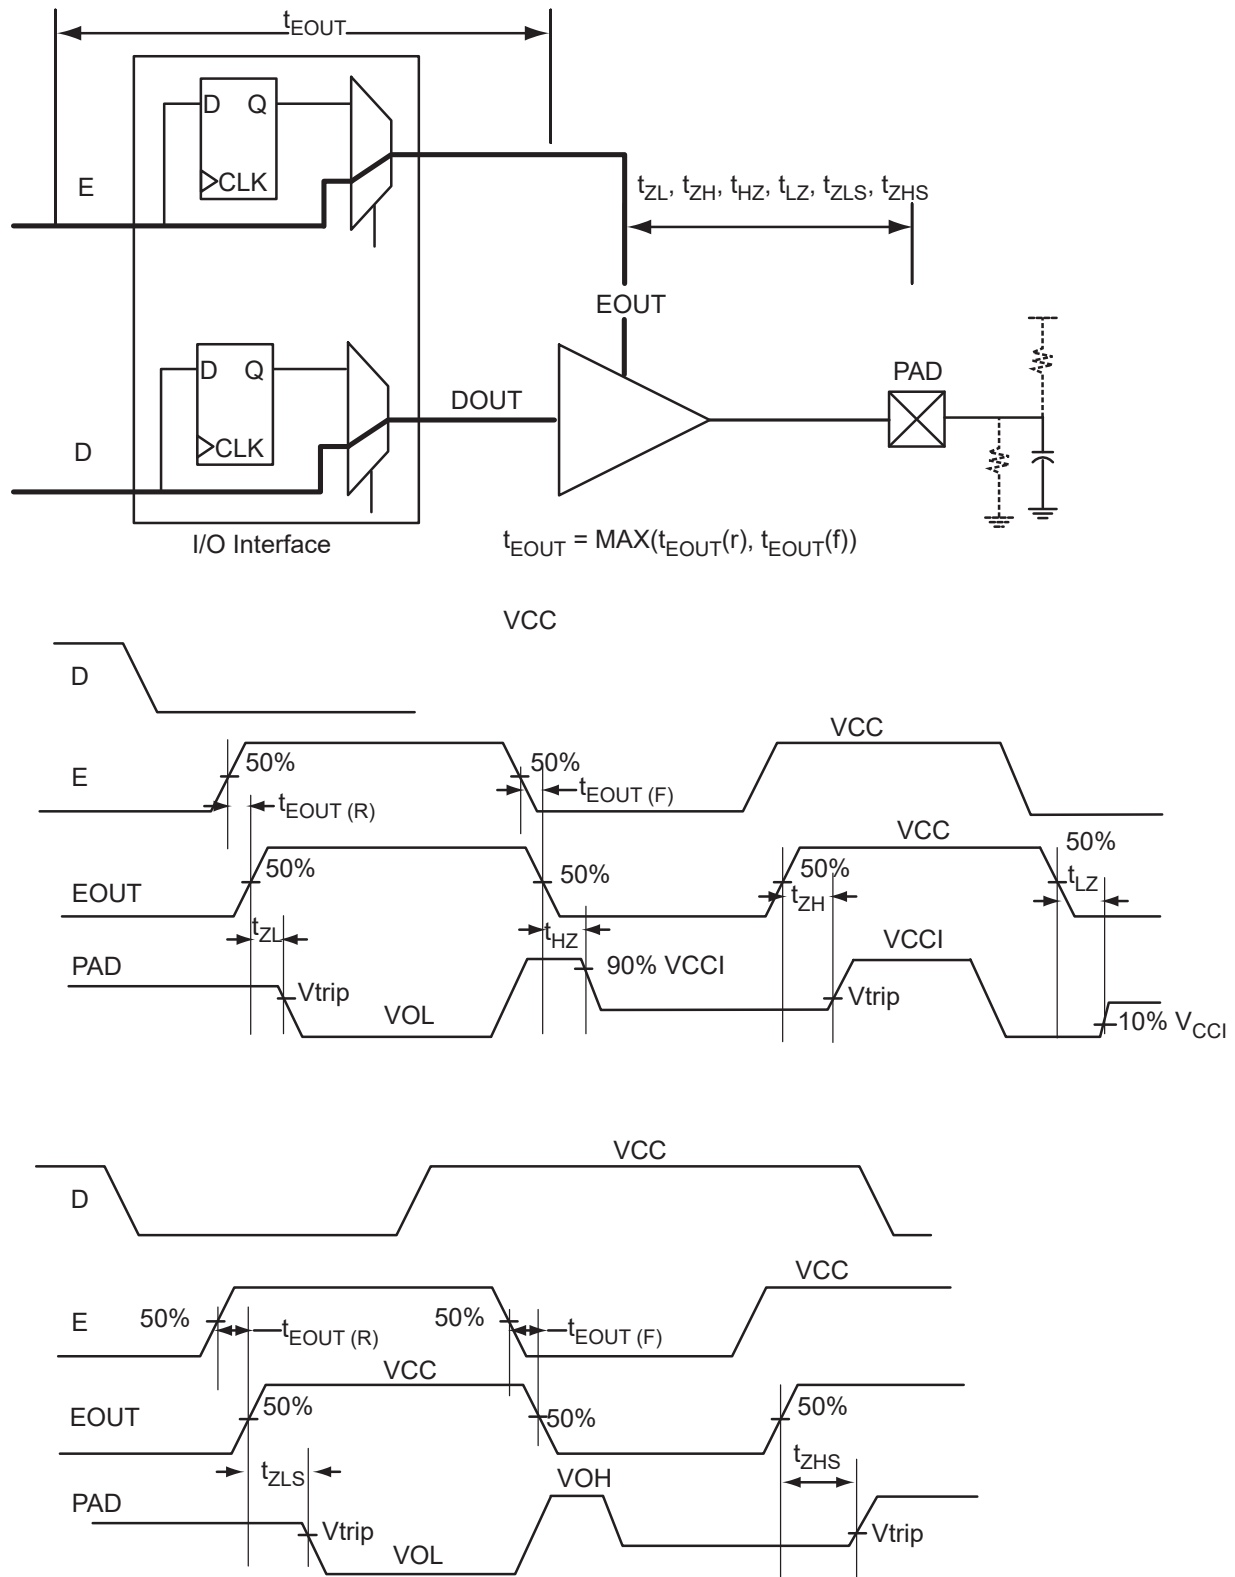 tEOUT
D Q
CLK
E
tZL, tZH, tHZ, tLZ, tZLS, tZHS
EOUT
D Q
CLK
D
DOUT
PAD
I/O Interface
tEOUT = MAX(tEOUT(r), tEOUT(f))
VCC
D
VCC
E
50%
50%
tEOUT (R)
tEOUT (F)
VCC
50%
EOUT
50%
50%
50%
tZL
tHZ
tZH
tLZ
PAD
VCCI
90% VCCI
Vtrip
Vtrip
VOL
10% VCCI
VCC
D
VCC
E
50%
50%
tEOUT (R)
tEOUT (F)
VCC
EOUT
50%
50%
50%
tZLS
tZHS
PAD
VOH
Vtrip
Vtrip
VOL